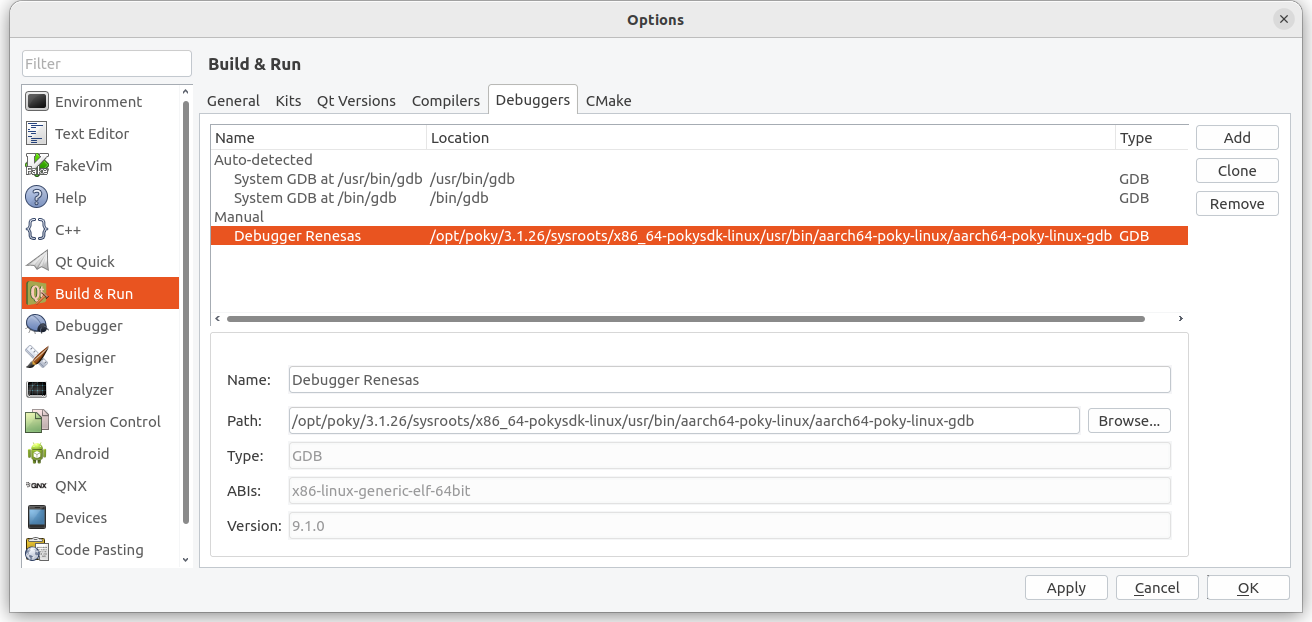 Options
Filter
Environment
Text Editor
FakeVim
Help
C++
Qt Quick
Build & Run
Debugger
Designer
Analyzer
Version Control
Android
QNX
Devices
Code Pasting
Build & Run
General Kits Qt Versions Compilers Debuggers CMake
Name Location Type
Auto-detected
System GDB at /usr/bin/gdb /usr/bin/gdb GDB
System GDB at /bin/gdb /bin/gdb GDB
Manual
Debugger Renesas /opt/poky/3.1.26/sysroots/x86_64-pokysdk-linux/usr/bin/aarch64-poky-linux/aarch64-poky-linux-gdb GDB
Add
Clone
Remove
Name: Debugger Renesas
Path: /opt/poky/3.1.26/sysroots/x86_64-pokysdk-linux/usr/bin/aarch64-poky-linux/aarch64-poky-linux-gdb Browse...
Type: GDB
ABIs: x86-linux-generic-elf-64bit
Version: 9.1.0
Apply Cancel OK